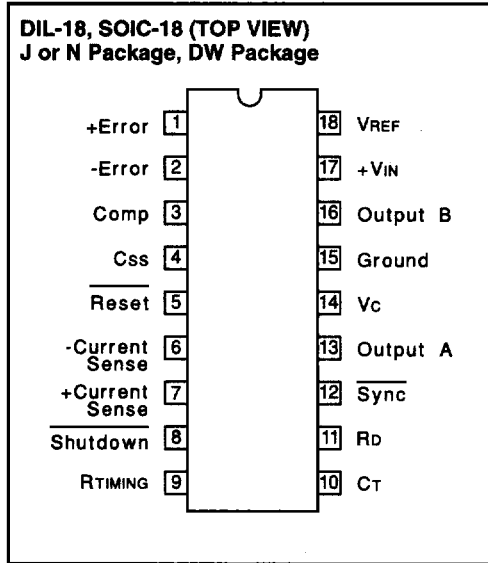 DIL-18, SOIC-18 (TOP VIEW)
J or N Package, DW Package
+Error 1 18 VREF
-Error 2 17 +VIN
Comp 3 16 Output B
Css 4 15 Ground
Reset 5 14 Vc
-Current Sense 6 13 Output A
+Current Sense 7 12 Sync
Shutdown 8 11 RD
RTIMING 9 10 CT